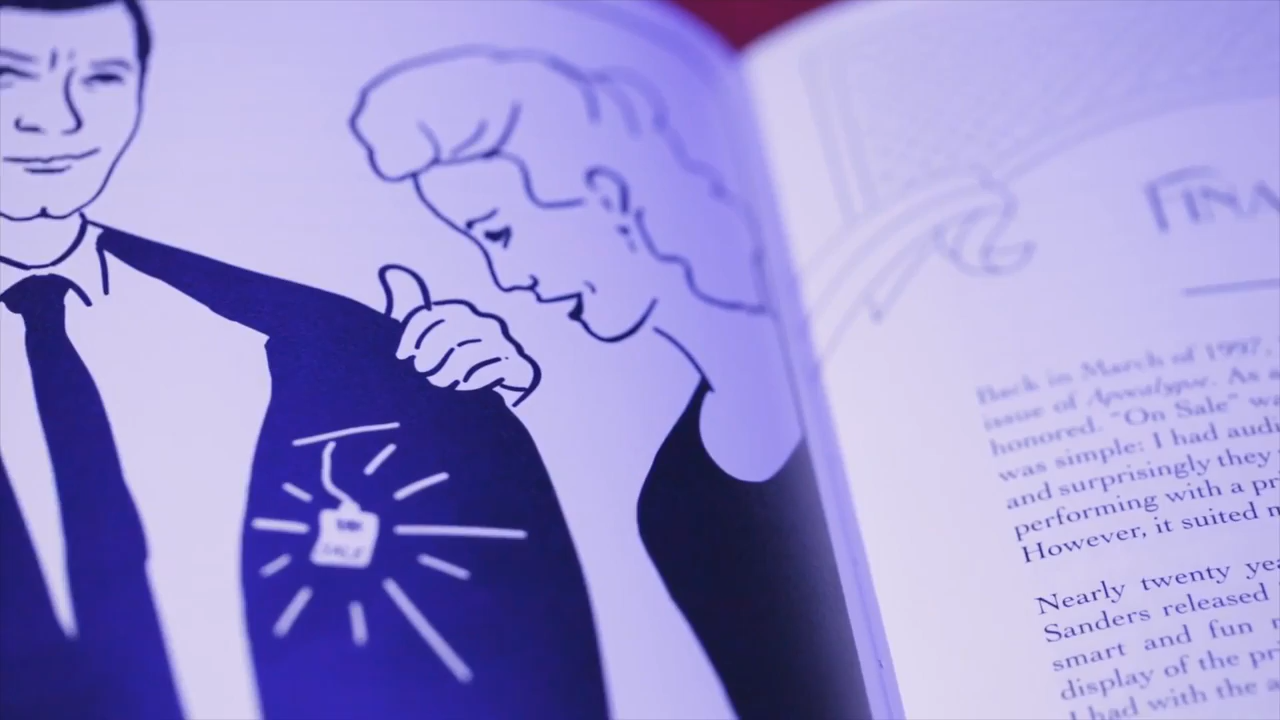 SALE
FINA
Back in March of 1997,
issue of Apocalypse. As a
honored. "On Sale" wa
was simple: I had audi
and surprisingly they
performing with a pr
However, it suited m
Nearly twenty yea
Sanders released
smart and fun
display of the pri
I had with the a